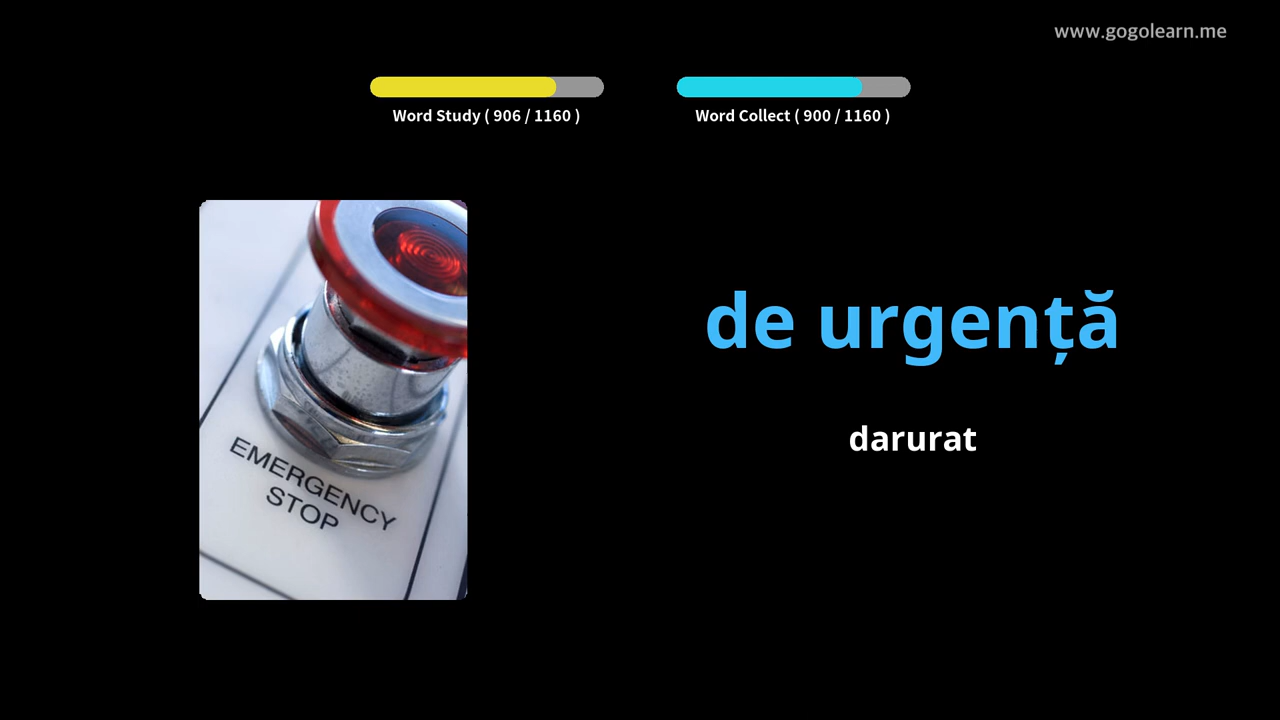 www.gogolearn.me
Word Study ( 906 / 1160 )
Word Collect ( 900 / 1160 )
EMERGENCY
STOP
de urgență
darurat